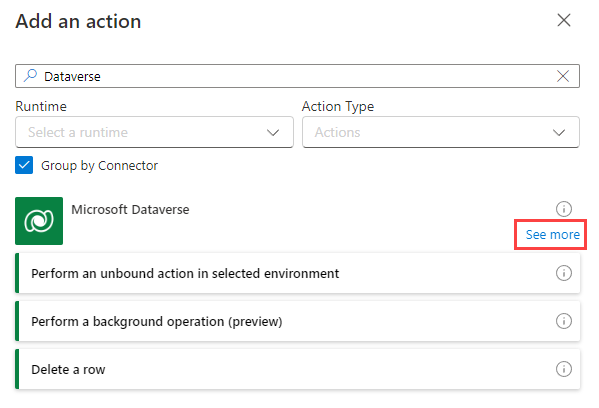 Add an action
Dataverse
Runtime
Action Type
Select a runtime
Actions
Group by Connector
Microsoft Dataverse
See more
Perform an unbound action in selected environment
Perform a background operation (preview)
Delete a row